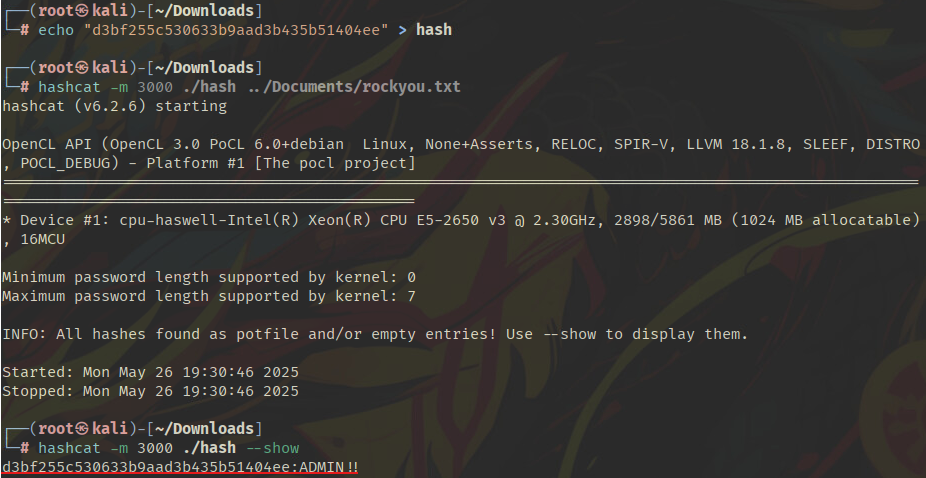 ┌──(root㉿kali)-[~/Downloads]
└─# echo "d3bf255c530633b9aad3b435b51404ee" > hash
┌──(root㉿kali)-[~/Downloads]
└─# hashcat -m 3000 ./hash ../Documents/rockyou.txt
hashcat (v6.2.6) starting
OpenCL API (OpenCL 3.0 PoCL 6.0+debian  Linux, None+Asserts, RELOC, SPIR-V, LLVM 18.1.8, SLEEF, DISTRO
, POCL_DEBUG) - Platform #1 [The pocl project]
* Device #1: cpu-haswell-Intel(R) Xeon(R) CPU E5-2650 v3 @ 2.30GHz, 2898/5861 MB (1024 MB allocatable)
, 16MCU
Minimum password length supported by kernel: 0
Maximum password length supported by kernel: 7
INFO: All hashes found as potfile and/or empty entries! Use --show to display them.
Started: Mon May 26 19:30:46 2025
Stopped: Mon May 26 19:30:46 2025
┌──(root㉿kali)-[~/Downloads]
└─# hashcat -m 3000 ./hash --show
d3bf255c530633b9aad3b435b51404ee:ADMIN!!